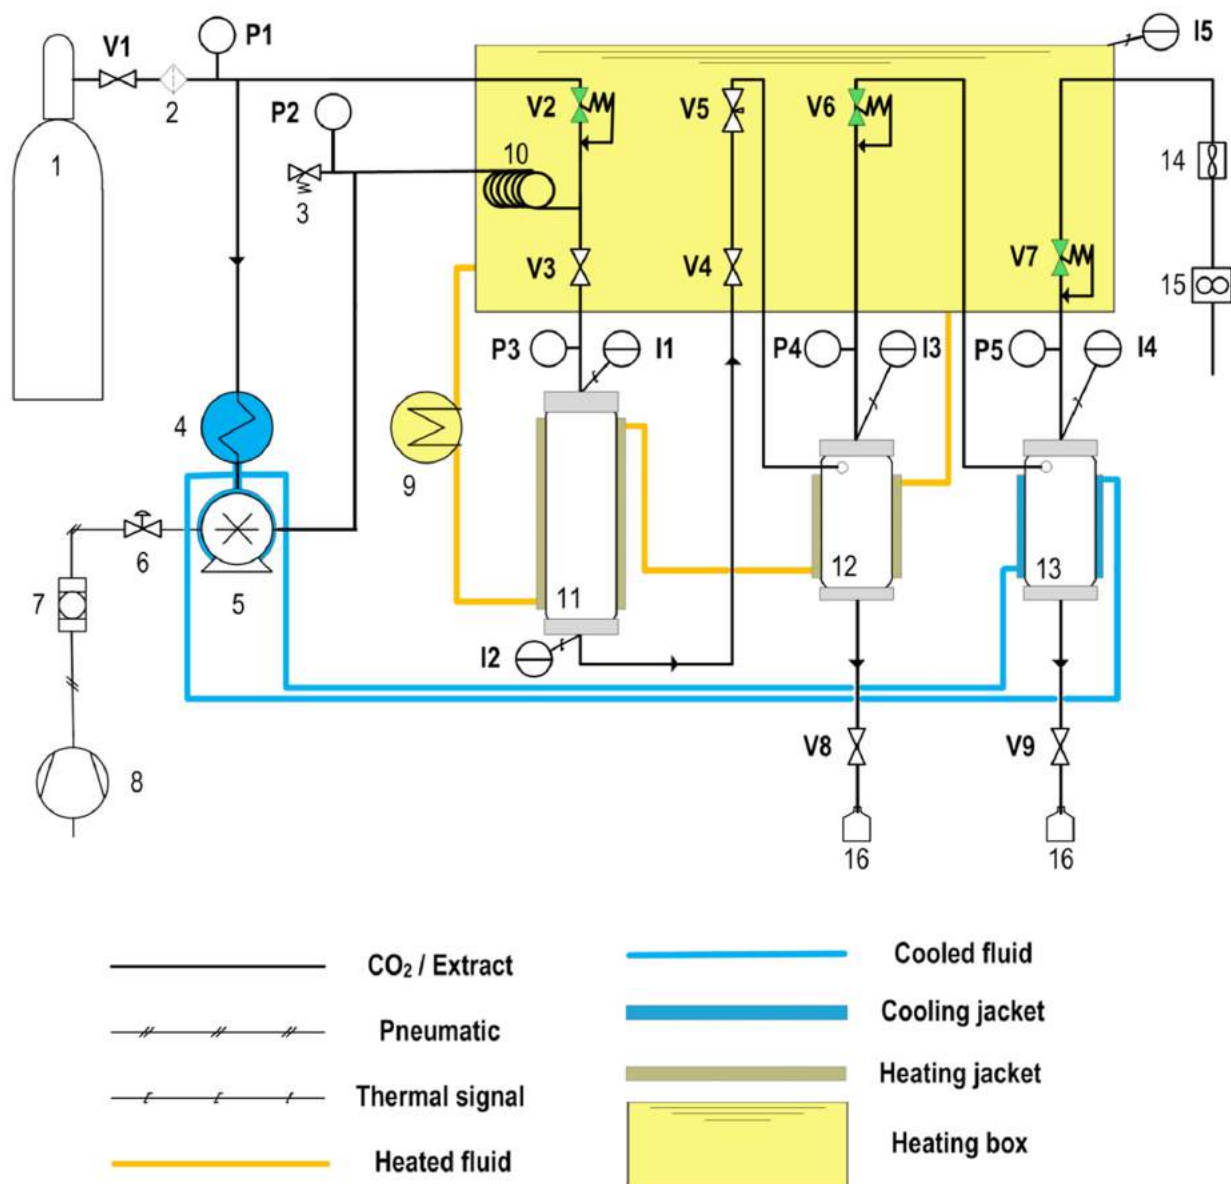 V1
P1
I5
2
P2
V2
V5
V6
1
10
14
3
V3
V4
V7
15
P3
I1
P4
I3
P5
I4
4
9
6
7
5
11
12
13
I2
8
V8
V9
16
16
CO₂ / Extract
Pneumatic
Thermal signal
Heated fluid
Cooled fluid
Cooling jacket
Heating jacket
Heating box